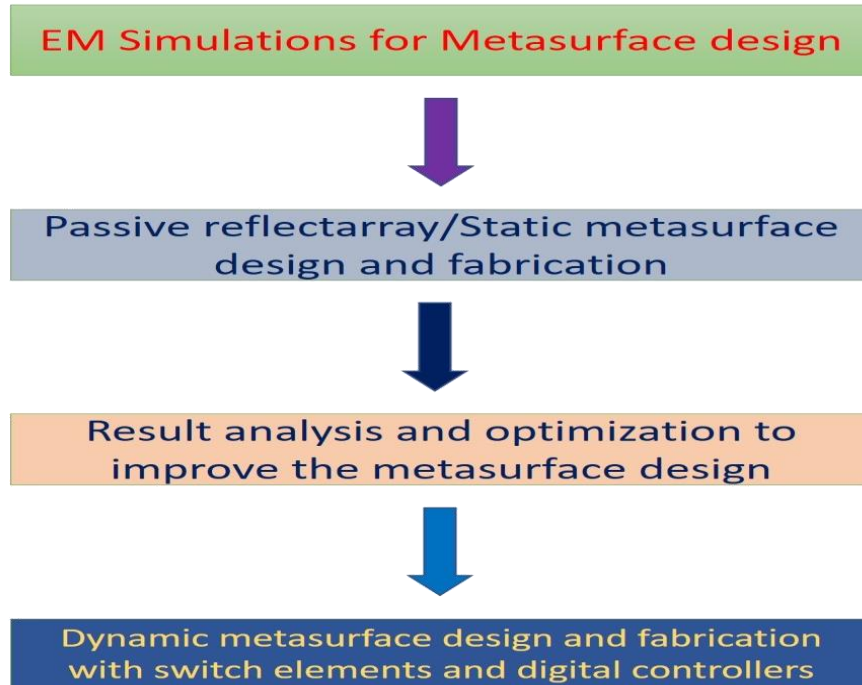 EM Simulations for Metasurface design
Passive reflectarray/Static metasurface
design and fabrication
Result analysis and optimization to
improve the metasurface design
Dynamic metasurface design and fabrication
with switch elements and digital controllers